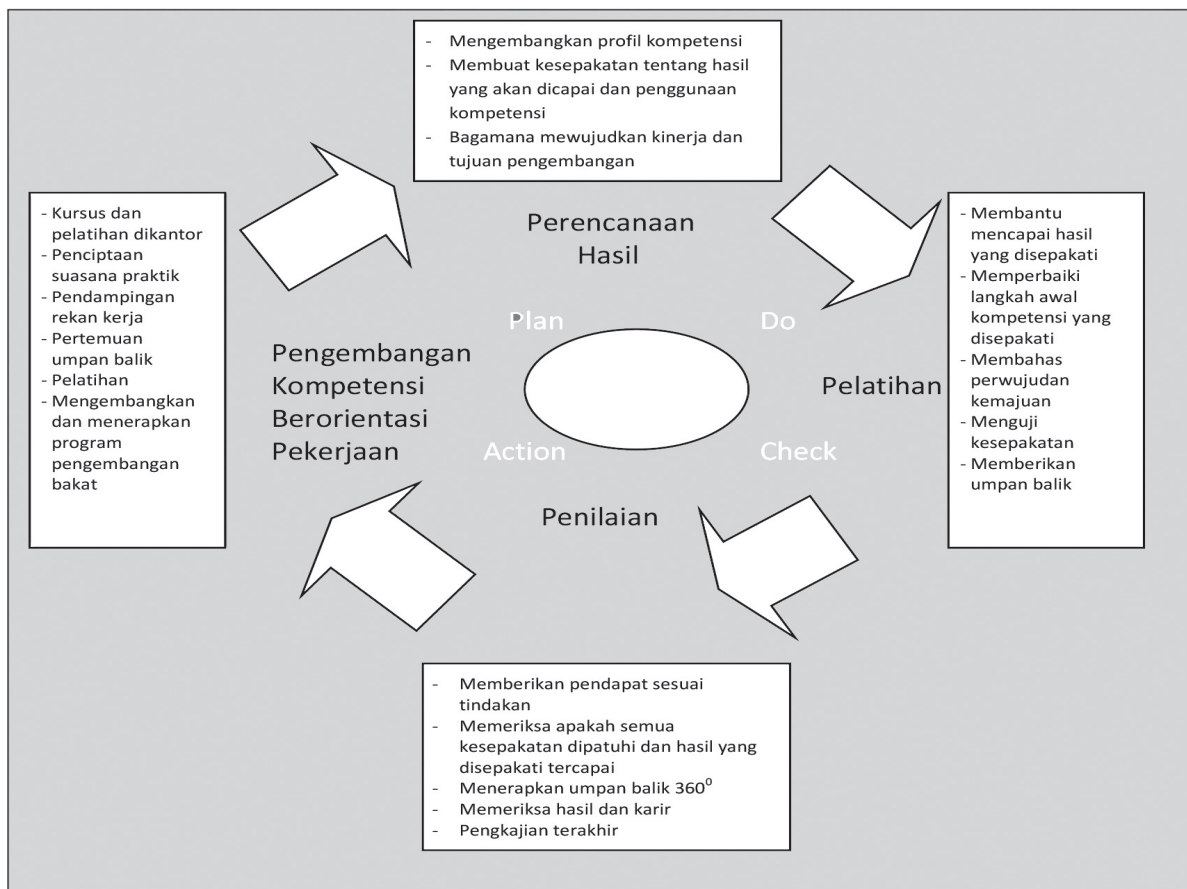 - Mengembangkan profil kompetensi
- Membuat kesepakatan tentang hasil
yang akan dicapai dan penggunaan
kompetensi
- Bagamana mewujudkan kinerja dan
tujuan pengembangan
- Kursus dan
pelatihan dikantor
- Penciptaan
suasana praktik
- Pendampingan
rekan kerja
- Pertemuan
umpan balik
- Pelatihan
- Mengembangkan
dan menerapkan
program
pengembangan
bakat
Perencanaan
Hasil
- Membantu
mencapai hasil
yang disepakati
- Memperbaiki
langkah awal
kompetensi yang
disepakati
- Membahas
perwujudan
kemajuan
- Menguji
kesepakatan
- Memberikan
umpan balik
Plan
Do
Pengembangan
Kompetensi
Berorientasi
Pekerjaan
Pelatihan
Action
Check
Penilaian
- Memberikan pendapat sesuai
tindakan
- Memeriksa apakah semua
kesepakatan dipatuhi dan hasil yang
disepakati tercapai
- Menerapkan umpan balik 360⁰
- Memeriksa hasil dan karir
- Pengkajian terakhir